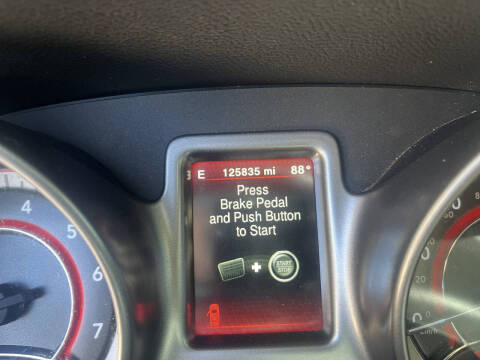 E 125835 mi 88°
Press
Brake Pedal
and Push Button
to Start
START
STOP
4
5
6
7